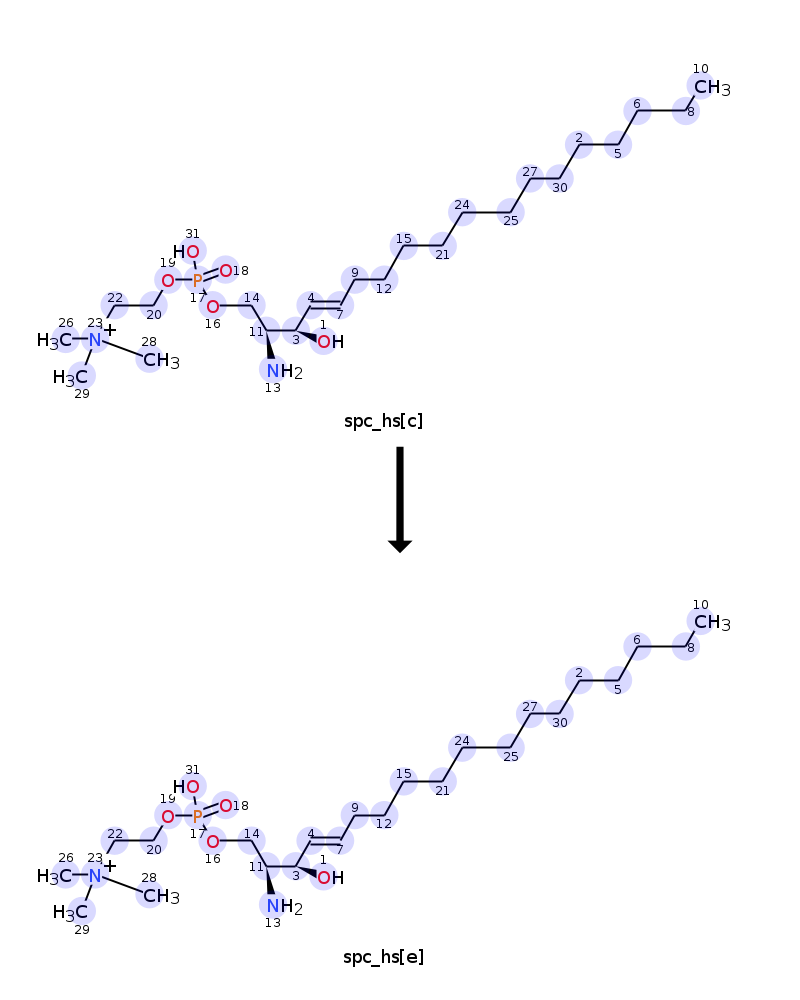 10
CH3
6
8
2
5
27
30
24
25
31
15
HO
21
19
O18
9
O
P
12
22
14
4
17
20
O
7
16
26
23
+
11
1
H3C
N
3
OH
28
CH3
H3C
NH2
29
13
spc_hs[c]
10
CH3
6
8
2
5
27
30
24
25
31
15
HO
21
19
O18
9
O
P
12
22
14
4
17
20
O
7
16
26
23
+
11
1
H3C
N
3
OH
28
CH3
H3C
NH2
29
13
spc_hs[e]